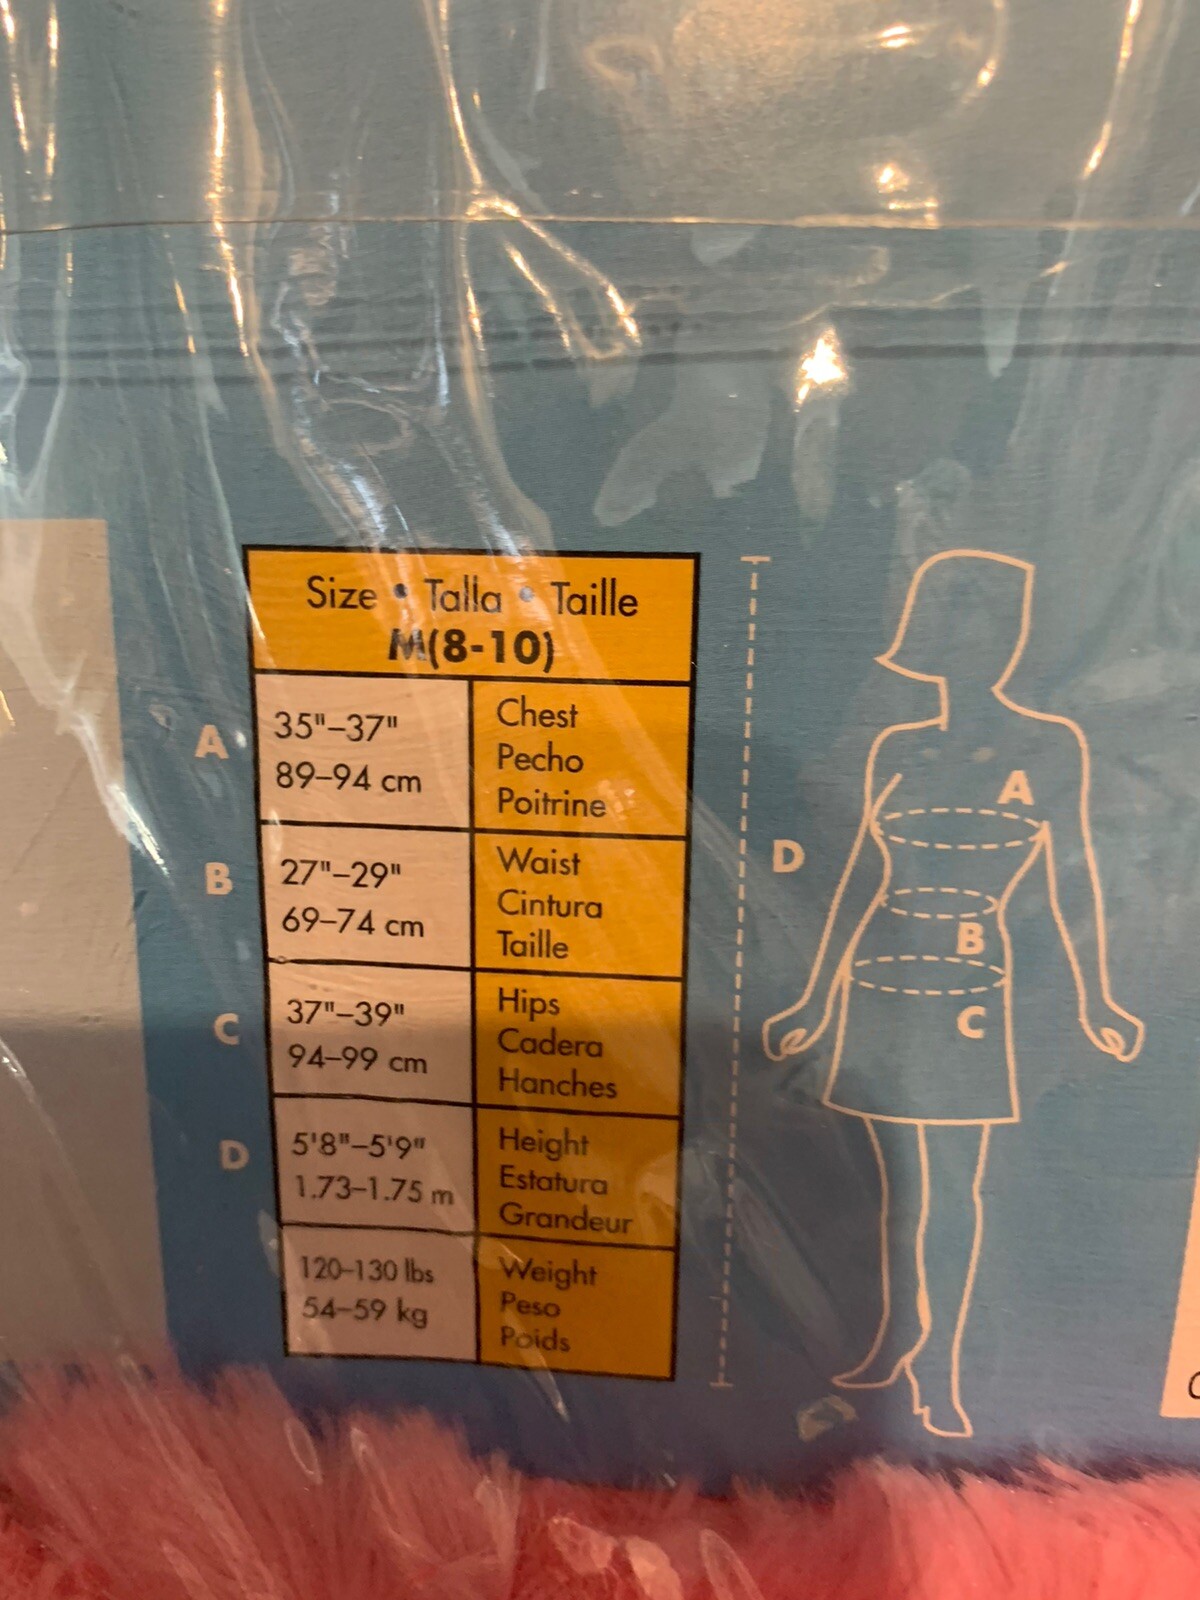 Size • Talla • Taille
M(8-10)
A
35"–37"
89–94 cm
Chest
Pecho
Poitrine
B
27"–29"
69–74 cm
Waist
Cintura
Taille
C
37"–39"
94–99 cm
Hips
Cadera
Hanches
D
5'8"–5'9"
1.73–1.75 m
Height
Estatura
Grandeur
120–130 lbs
54–59 kg
Weight
Peso
Poids
D
A
B
C